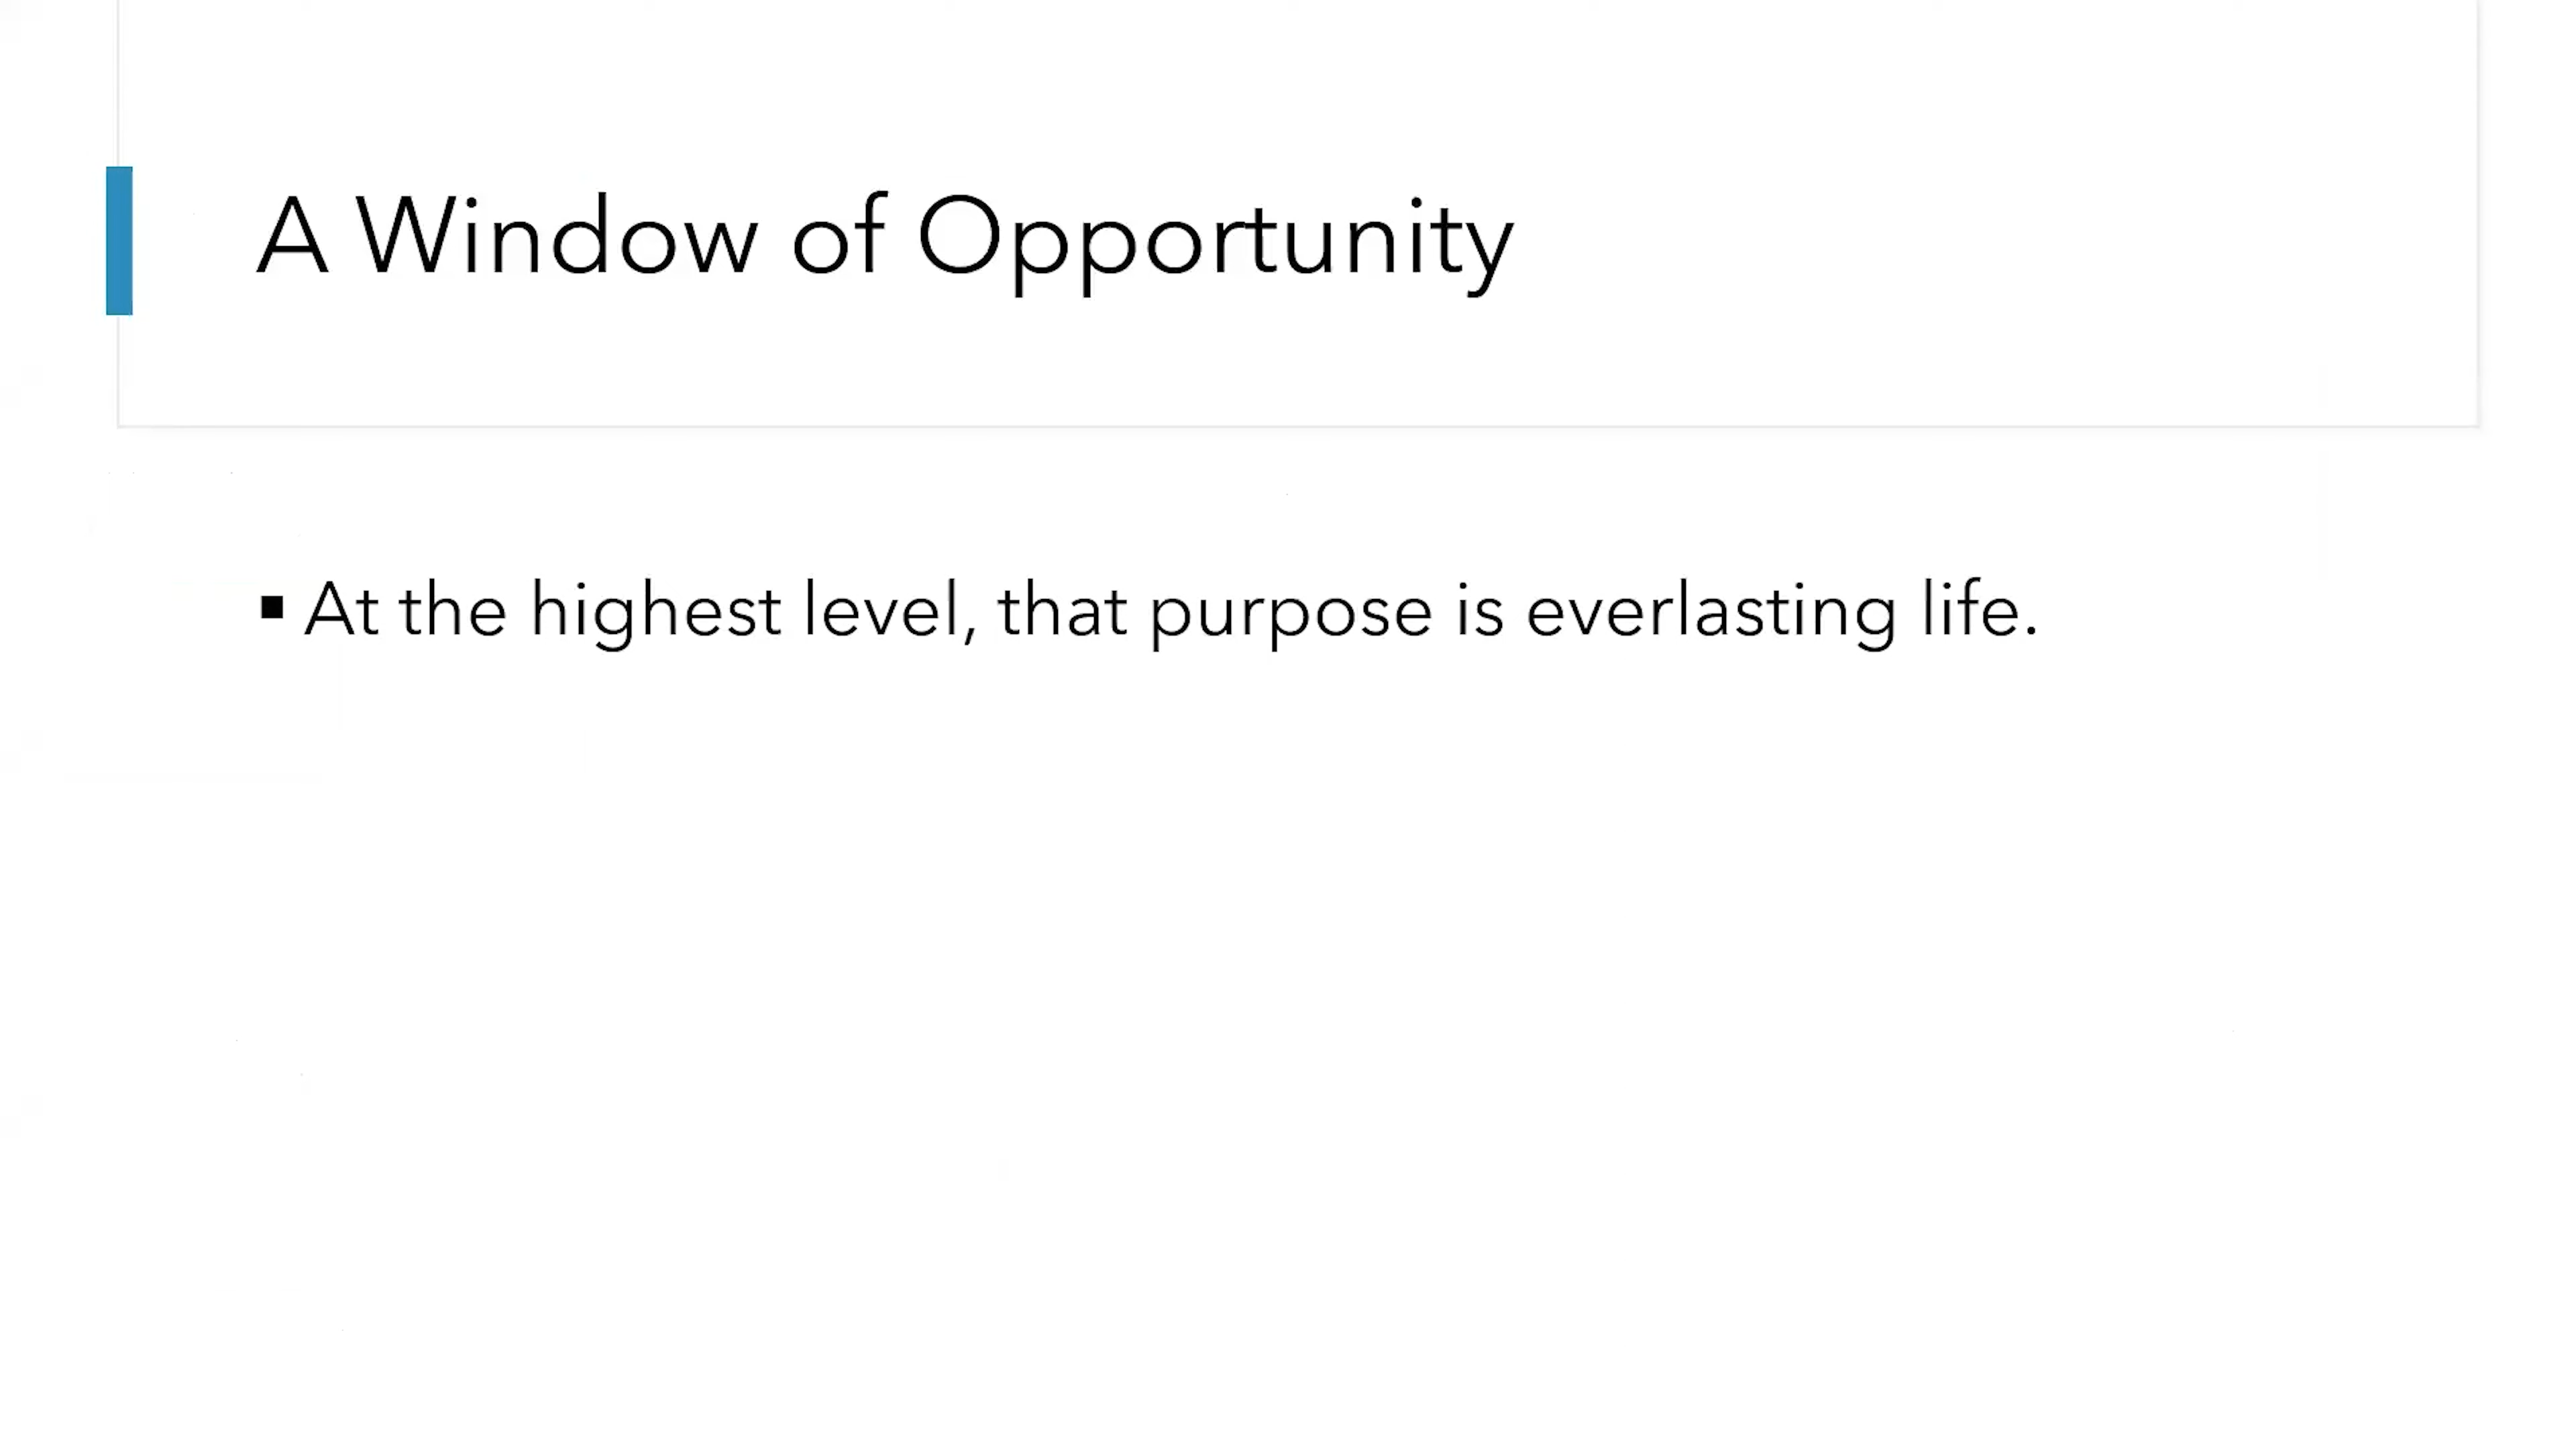 A Window of Opportunity
▪ At the highest level, that purpose is everlasting life.